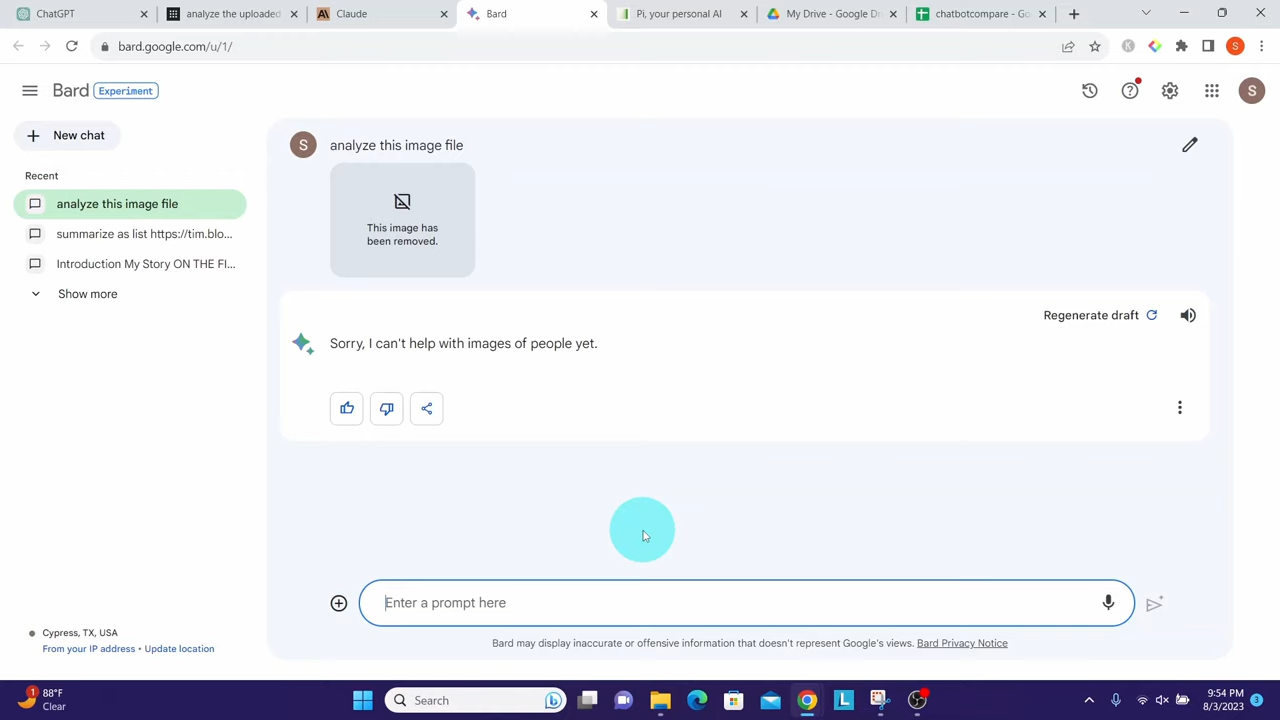 ChatGPT
analyze the uploaded
Claude
Bard
Pi, your personal AI
My Drive - Google Dr
chatbotcompare - Go
bard.google.com/u/1/
Bard Experiment
New chat
Recent
analyze this image file
summarize as list https://tim.blo...
Introduction My Story ON THE FI...
Show more
S
analyze this image file
This image has
been removed.
Regenerate draft
Sorry, I can't help with images of people yet.
Enter a prompt here
Bard may display inaccurate or offensive information that doesn't represent Google's views. Bard Privacy Notice
Cypress, TX, USA
From your IP address • Update location
1
88°F
Clear
Search
9:54 PM
8/3/2023
3